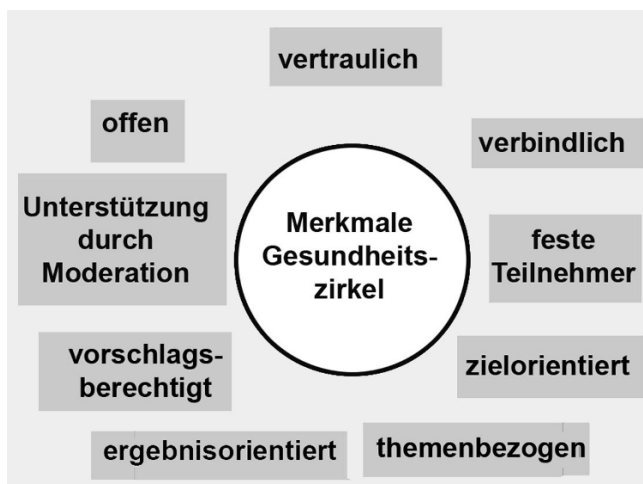 vertraulich
offen
verbindlich
Unterstützung
durch
Moderation
Merkmale
Gesundheits-
zirkel
feste
Teilnehmer
vorschlags-
berechtigt
zielorientiert
ergebnisorientiert
themenbezogen